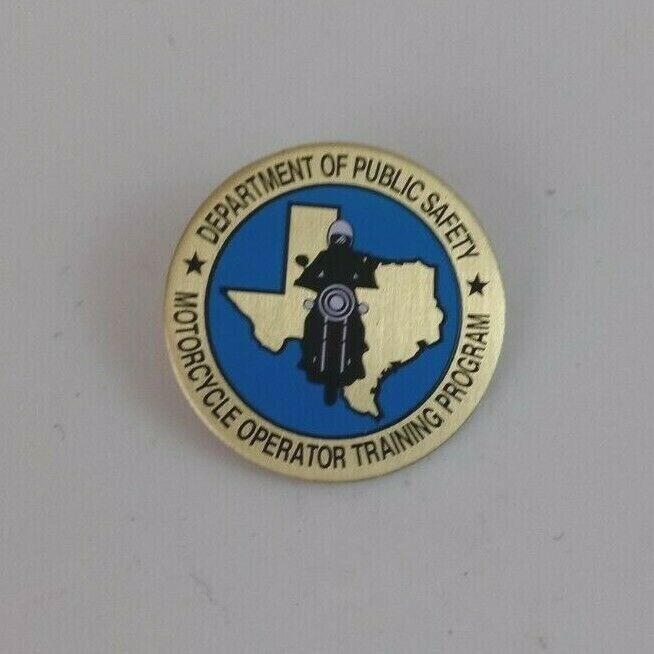 DEPARTMENT OF PUBLIC SAFETY
MOTORCYCLE OPERATOR TRAINING PROGRAM